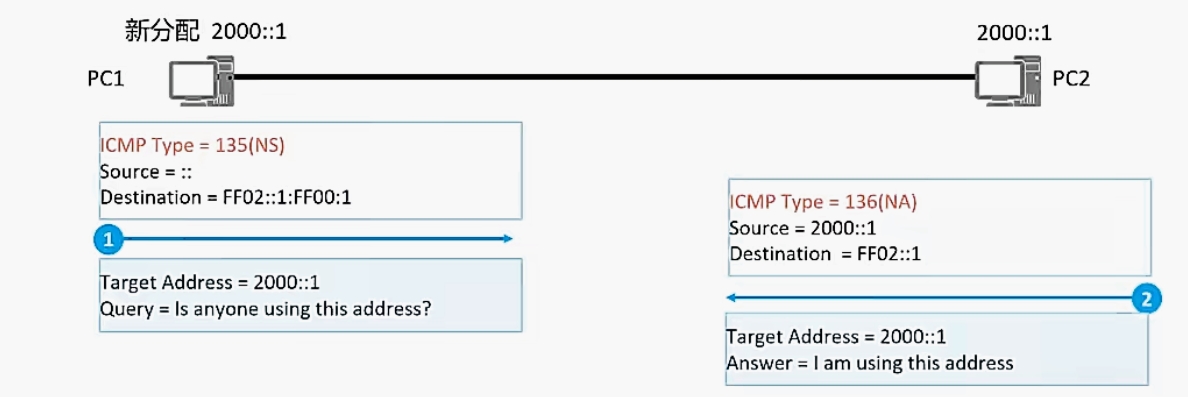 新分配 2000::1
2000::1
PC1
PC2
ICMP Type = 135(NS)
Source = ::
Destination = FF02::1:FF00:1
1
Target Address = 2000::1
Query = Is anyone using this address?
ICMP Type = 136(NA)
Source = 2000::1
Destination = FF02::1
2
Target Address = 2000::1
Answer = I am using this address